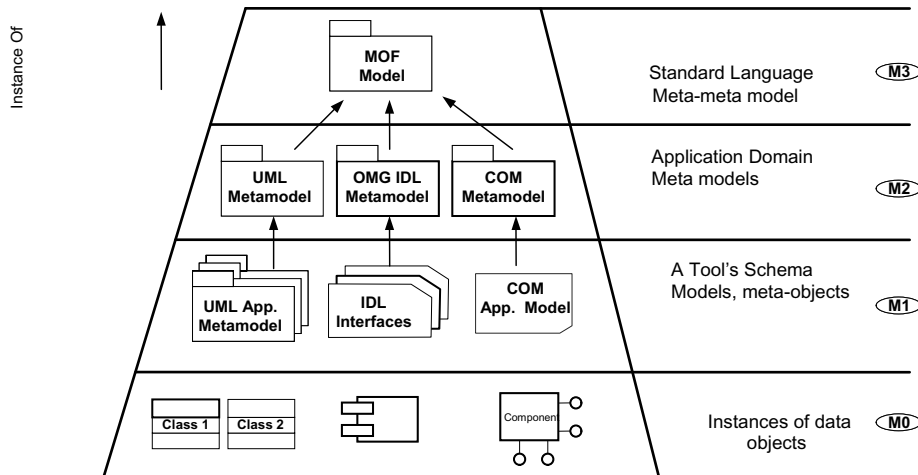 Instance Of
MOF
Model
Standard Language
Meta-meta model
M3
UML
Metamodel
OMG IDL
Metamodel
COM
Metamodel
Application Domain
Meta models
M2
UML App.
Metamodel
IDL
Interfaces
COM
App. Model
A Tool's Schema
Models, meta-objects
M1
Class 1
Class 2
Component
Instances of data
objects
M0